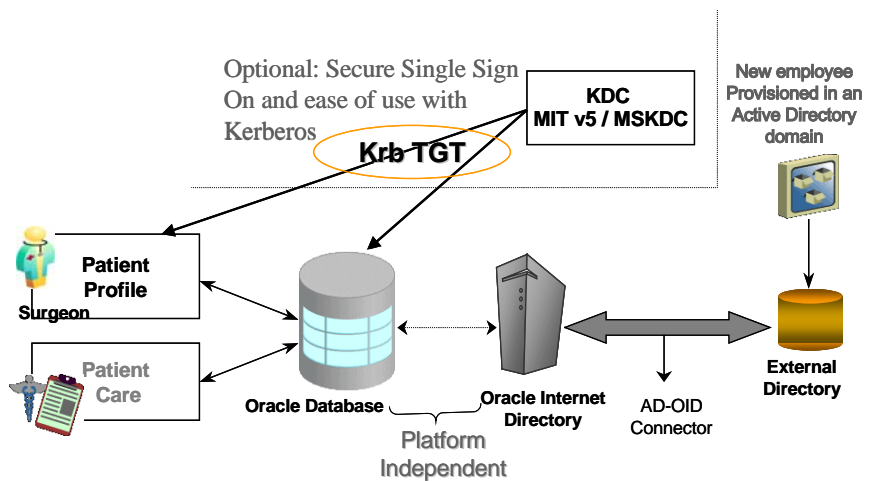 Optional: Secure Single Sign
On and ease of use with
Kerberos
KDC
MIT v5 / MSKDC
New employee
Provisioned in an
Active Directory
domain
Krb TGT
Patient
Profile
Surgeon
Patient
Care
Oracle Database
Oracle Internet
Directory
External
Directory
AD-OID
Connector
Platform
Independent